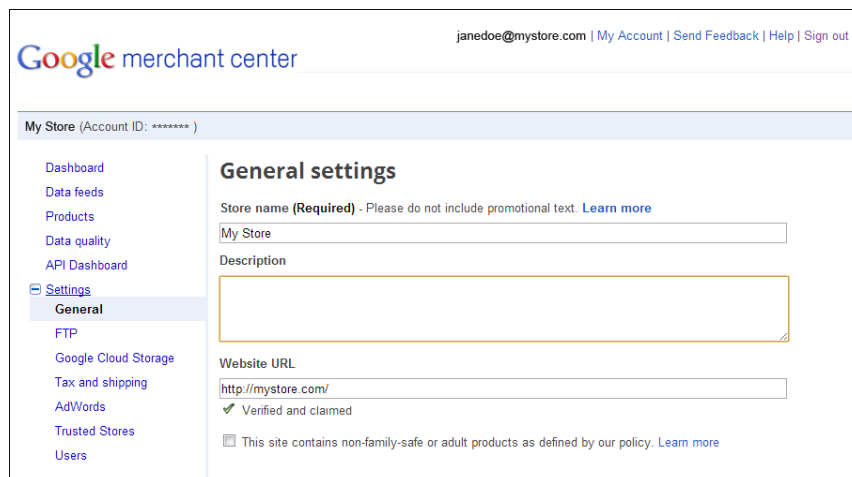 janedoe@mystore.com | My Account | Send Feedback | Help | Sign out
Google merchant center
My Store (Account ID: ******* )
Dashboard
Data feeds
Products
Data quality
API Dashboard
Settings
General
FTP
Google Cloud Storage
Tax and shipping
AdWords
Trusted Stores
Users
General settings
Store name (Required) - Please do not include promotional text. Learn more
My Store
Description
Website URL
http://mystore.com/
Verified and claimed
This site contains non-family-safe or adult products as defined by our policy. Learn more